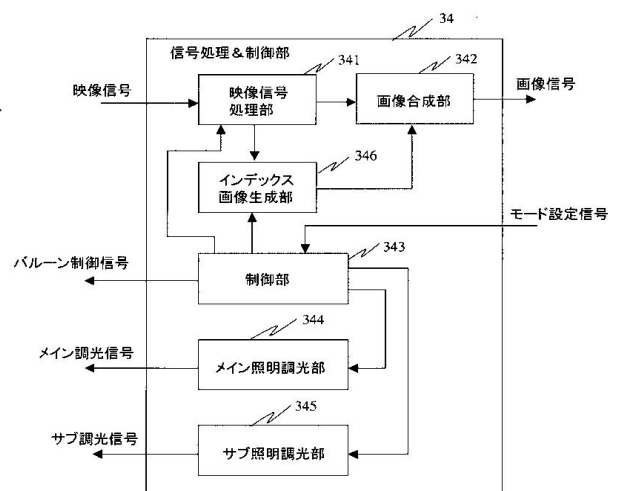 34
信号処理&制御部
341
342
映像信号
映像信号
処理部
画像合成部
画像信号
346
インデックス
画像生成部
モード設定信号
343
バルーン制御信号
制御部
344
メイン調光信号
メイン照明調光部
345
サブ調光信号
サブ照明調光部